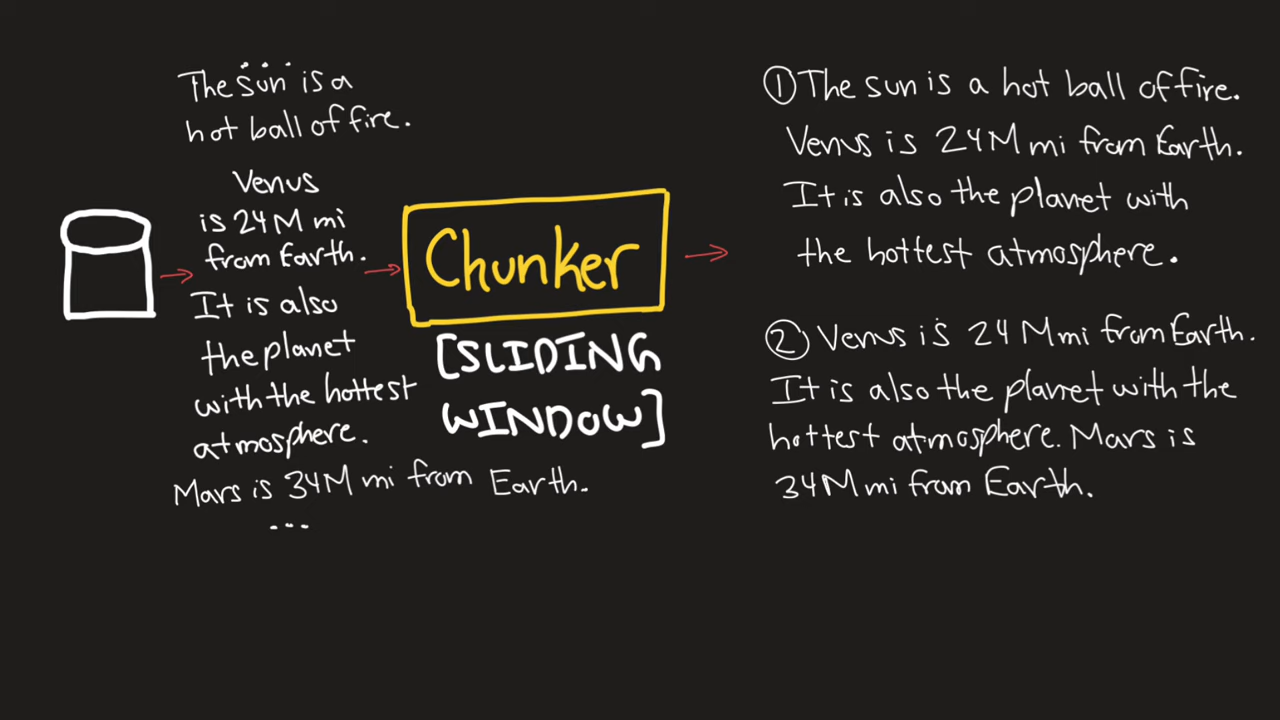 ...
The sun is a
hot ball of fire.
Venus
is 24M mi
from Earth.
It is also
the planet
with the hottest
atmosphere.
Mars is 34M mi from Earth.
...
Chunker
[SLIDING
WINDOW]
① The sun is a hot ball of fire.
Venus is 24M mi from Earth.
It is also the planet with
the hottest atmosphere.
② Venus is 24M mi from Earth.
It is also the planet with the
hottest atmosphere. Mars is
34M mi from Earth.